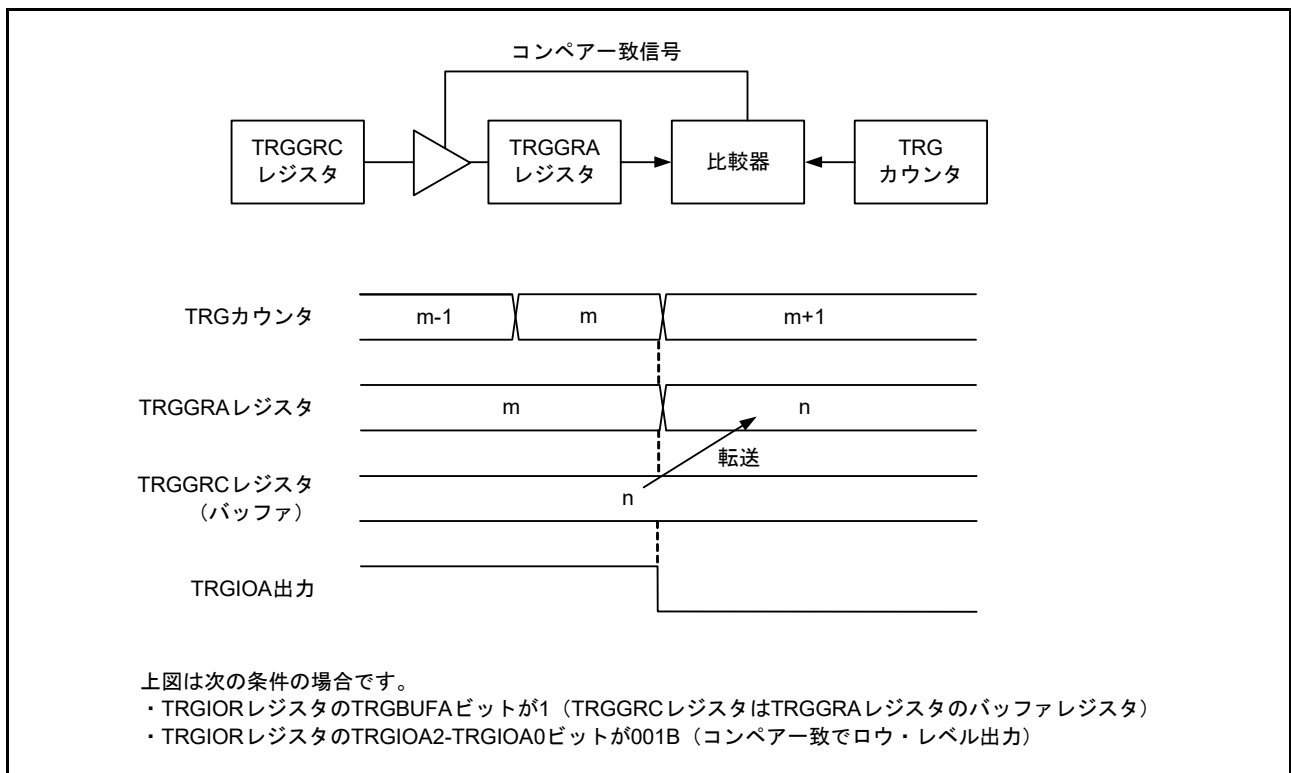 コンペアー致信号
TRGGRC
レジスタ
TRGGRA
レジスタ
比較器
TRG
カウンタ
TRGカウンタ
m-1
m
m+1
TRGGRAレジスタ
m
n
転送
TRGGRCレジスタ
(バッファ)
n
TRGIOA出力
上図は次の条件の場合です。
・TRGIORレジスタのTRGBUFAビットが1(TRGGRCレジスタはTRGGRAレジスタのバッファレジスタ)
・TRGIORレジスタのTRGIOA2-TRGIOA0ビットが001B(コンペアー致でロウ・レベル出力)